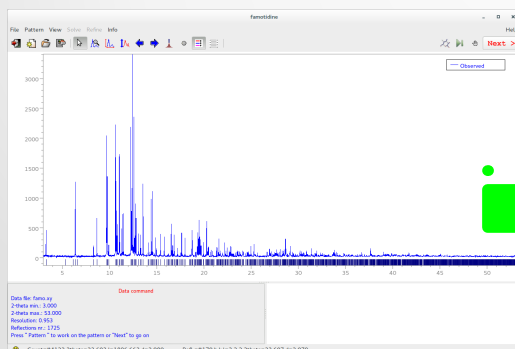 famotidine
File Pattern View Solve Refine Info Hel
Next >
Observed
3000
2500
2000
1500
1000
500
0
5 10 15 20 25 30 35 40 45 50
Data command
Data file: famo.xy
2-theta min.: 3.000
2-theta max.: 53.000
Resolution: 0.953
Reflections nr.: 1725
Press " Pattern " to work on the pattern or "Next" to go on